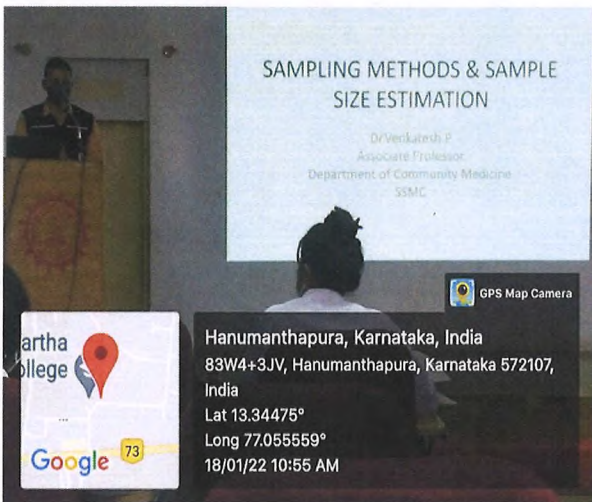 SAMPLING METHODS & SAMPLE
SIZE ESTIMATION
Dr Venkatesh P
Associate Professor
Department of Community Medicine
SSMC
GPS Map Camera
artha
ollege
Google
73
Hanumanthapura, Karnataka, India
83W4+3JV, Hanumanthapura, Karnataka 572107,
India
Lat 13.34475°
Long 77.055559°
18/01/22 10:55 AM